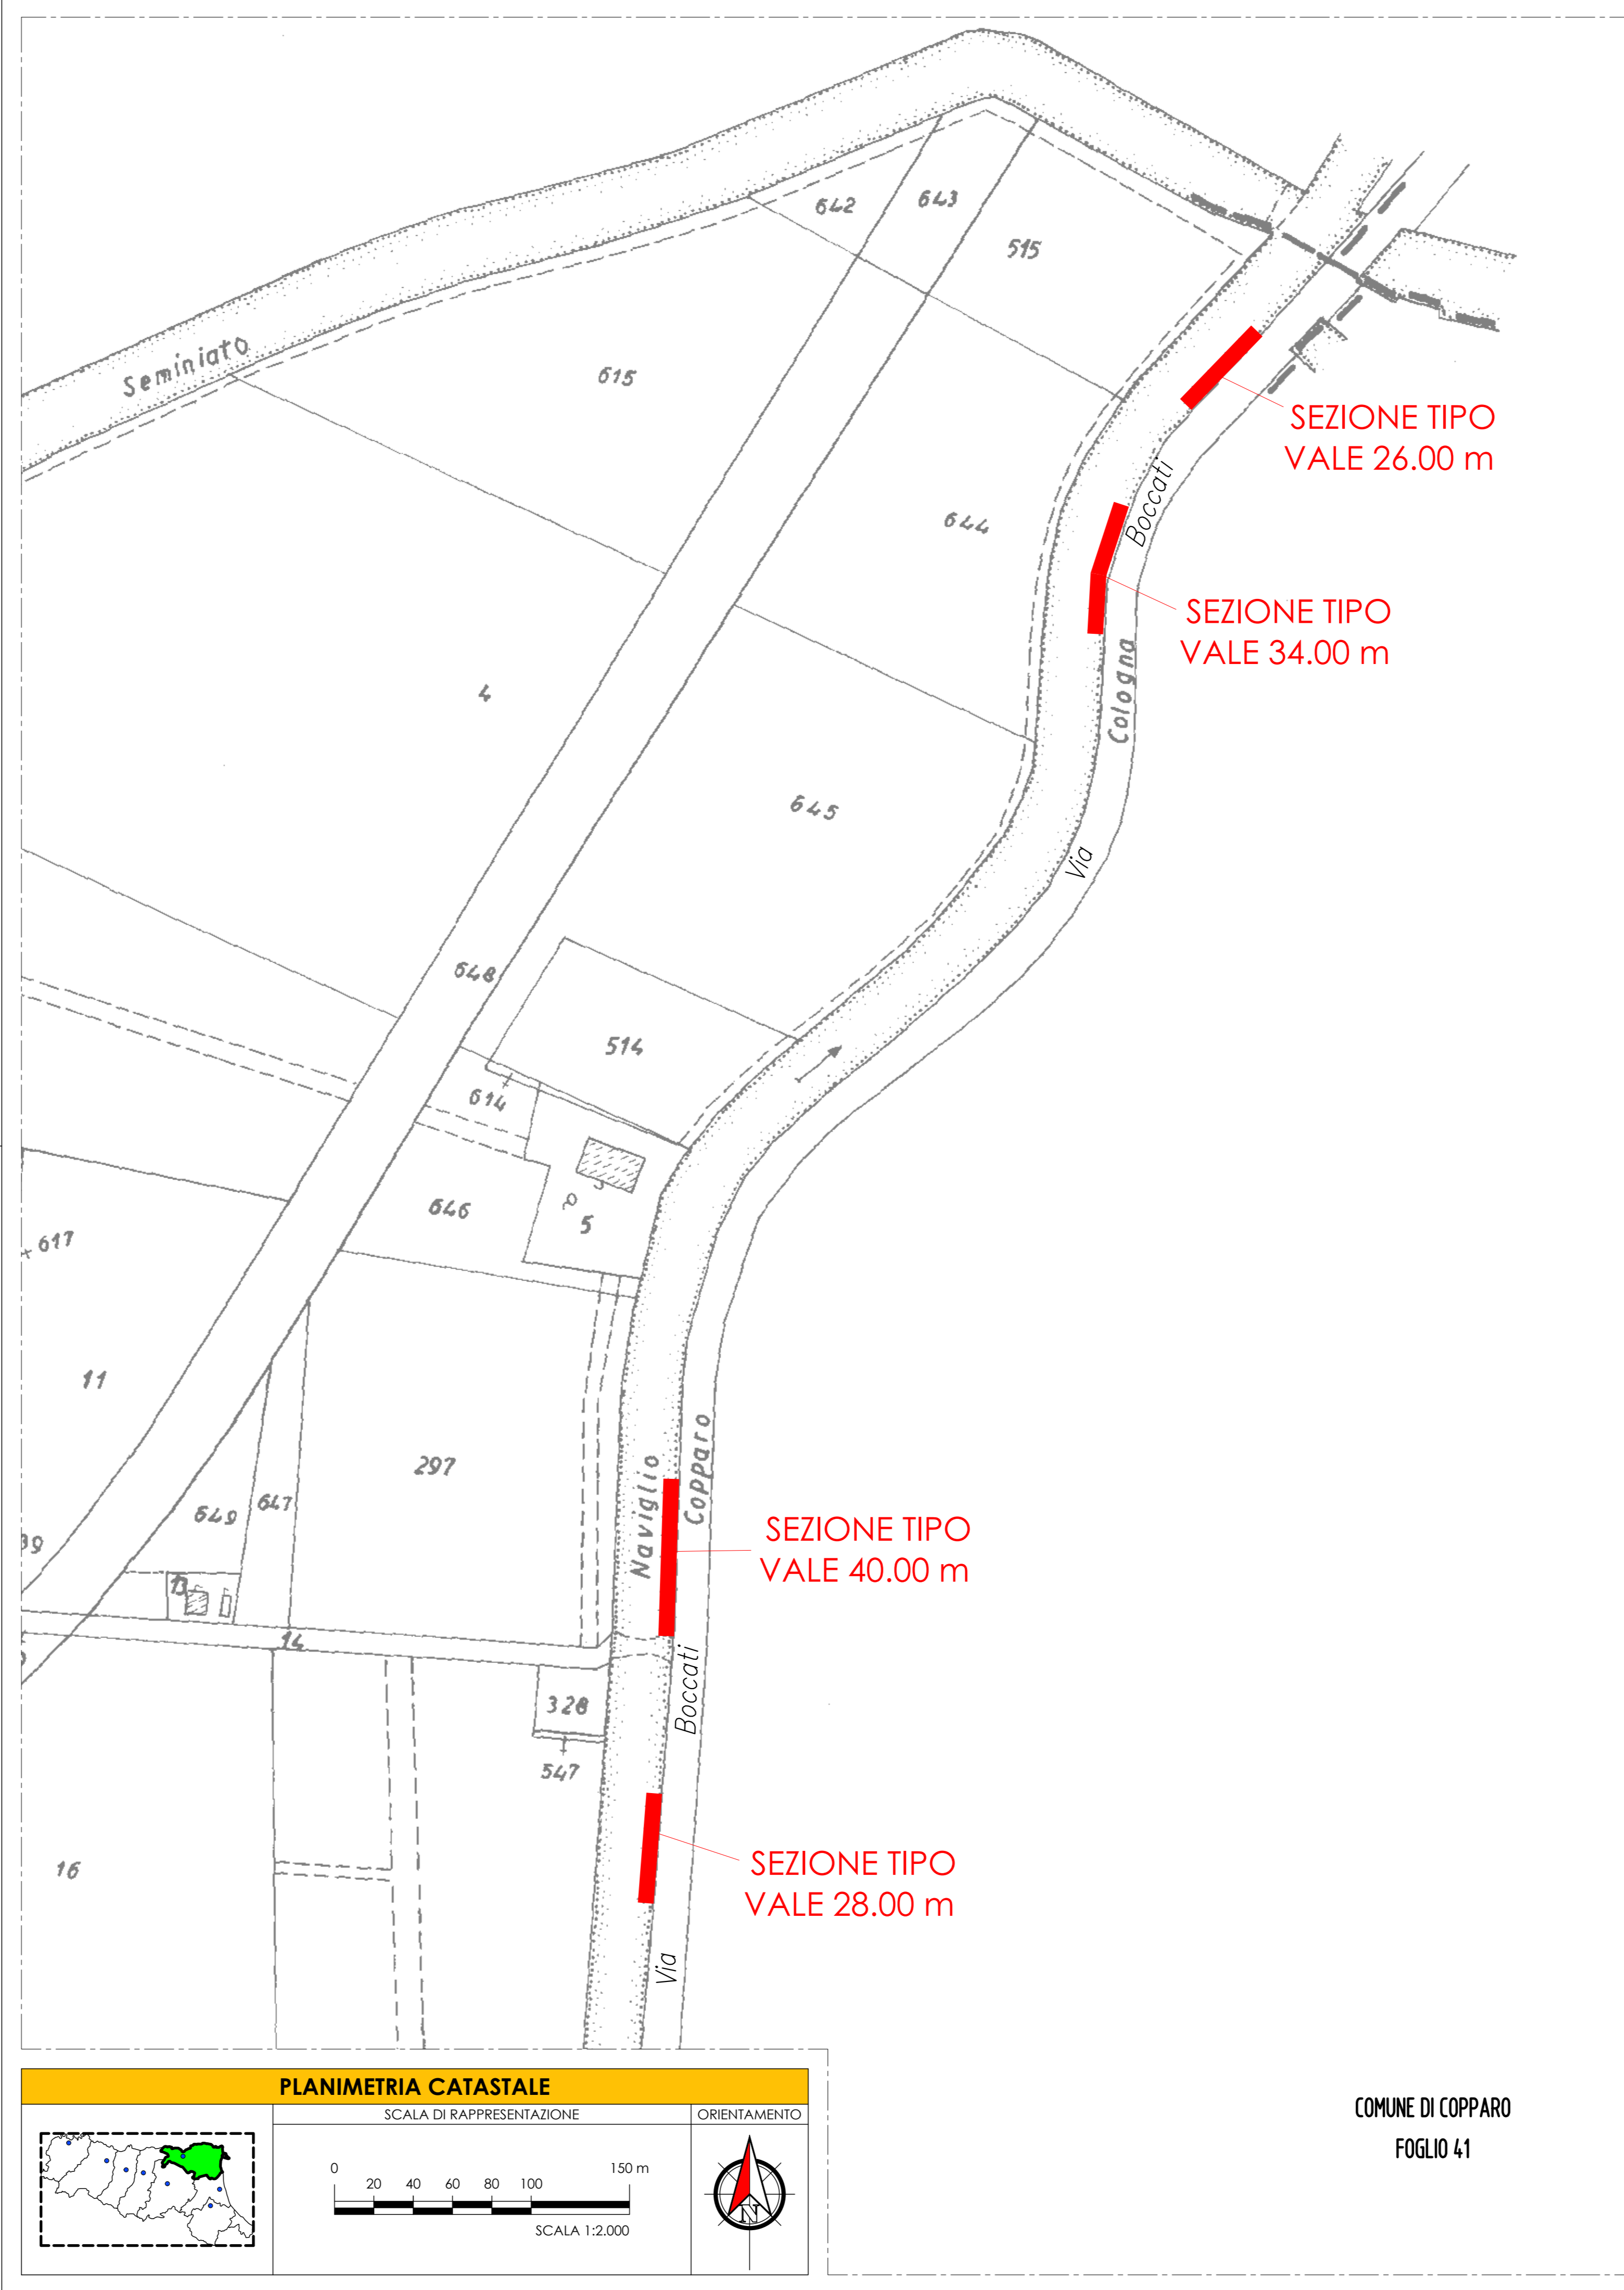 642
643
515
Seminiato
615
SEZIONE TIPO
VALE 26.00 m
Boccati
644
SEZIONE TIPO
VALE 34.00 m
Cologna
4
645
Via
648
514
614
646
5
617
11
297
Copparo
Naviglio
649
647
SEZIONE TIPO
VALE 40.00 m
13
14
Boccati
328
547
16
SEZIONE TIPO
VALE 28.00 m
Via
PLANIMETRIA CATASTALE
SCALA DI RAPPRESENTAZIONE
ORIENTAMENTO
0 20 40 60 80 100 150 m
SCALA 1:2.000
N
COMUNE DI COPPARO
FOGLIO 41